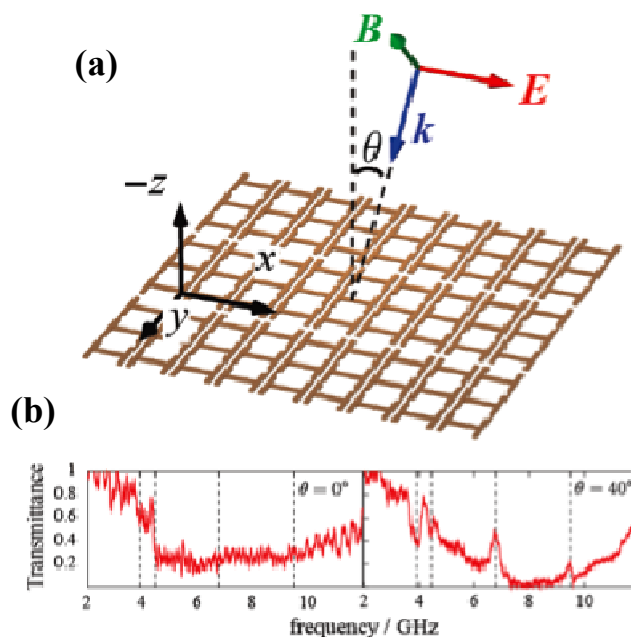 (a)
B
E
k
θ
−z
x
y
(b)
Transmittance
1
0.8
0.6
0.4
0.2
θ = 0°
θ = 40°
2 4 6 8 10 2 4 6 8 10
frequency / GHz